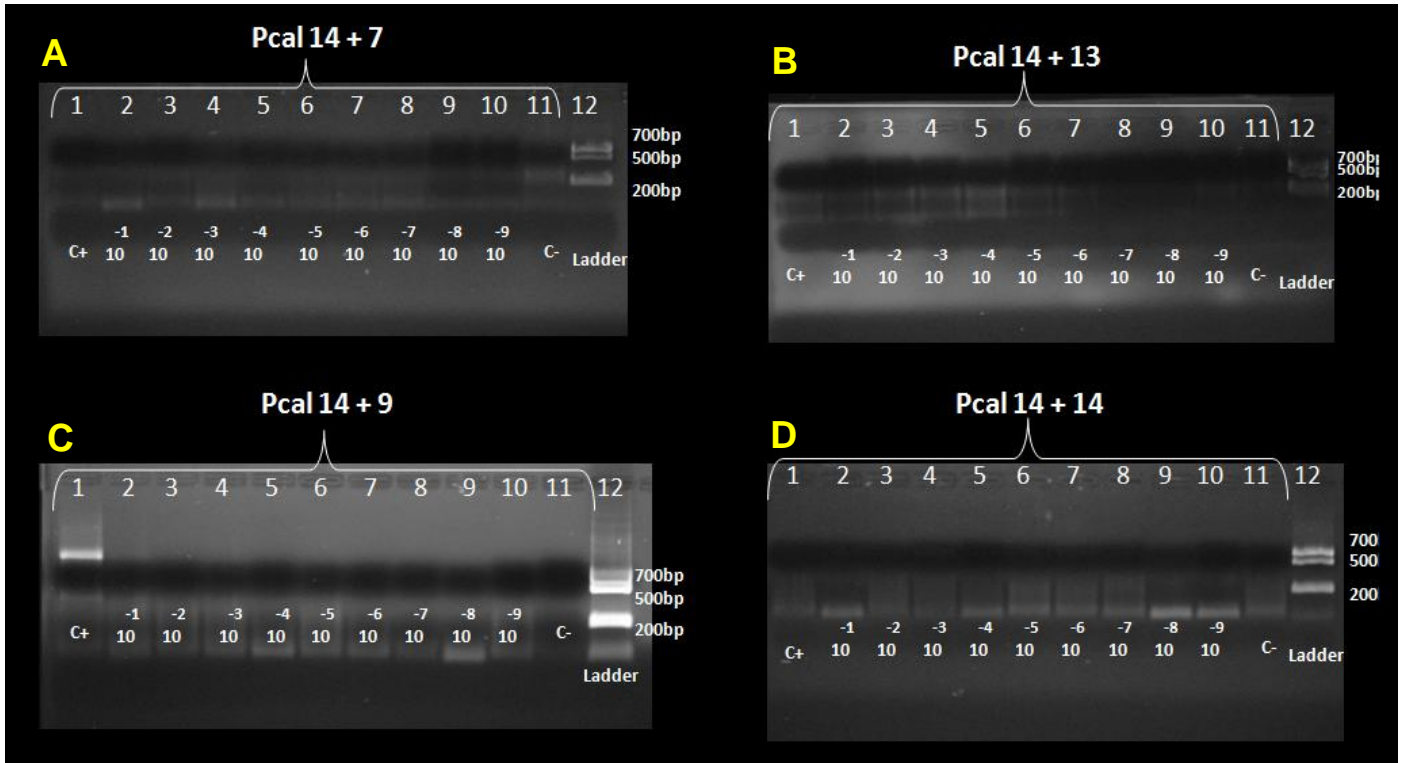 A
Pcal 14 + 7
1 2 3 4 5 6 7 8 9 10 11 12
700bp
500bp
200bp
-1 -2 -3 -4 -5 -6 -7 -8 -9
C+ 10 10 10 10 10 10 10 10 10 C- Ladder
B
Pcal 14 + 13
1 2 3 4 5 6 7 8 9 10 11 12
700b
500b
200b
-1 -2 -3 -4 -5 -6 -7 -8 -9
C+ 10 10 10 10 10 10 10 10 10 C- Ladder
C
Pcal 14 + 9
1 2 3 4 5 6 7 8 9 10 11 12
700bp
500bp
200bp
-1 -2 -3 -4 -5 -6 -7 -8 -9
C+ 10 10 10 10 10 10 10 10 10 C-
Ladder
D
Pcal 14 + 14
1 2 3 4 5 6 7 8 9 10 11 12
700
500
200
-1 -2 -3 -4 -5 -6 -7 -8 -9
C+ 10 10 10 10 10 10 10 10 10 C- Ladder